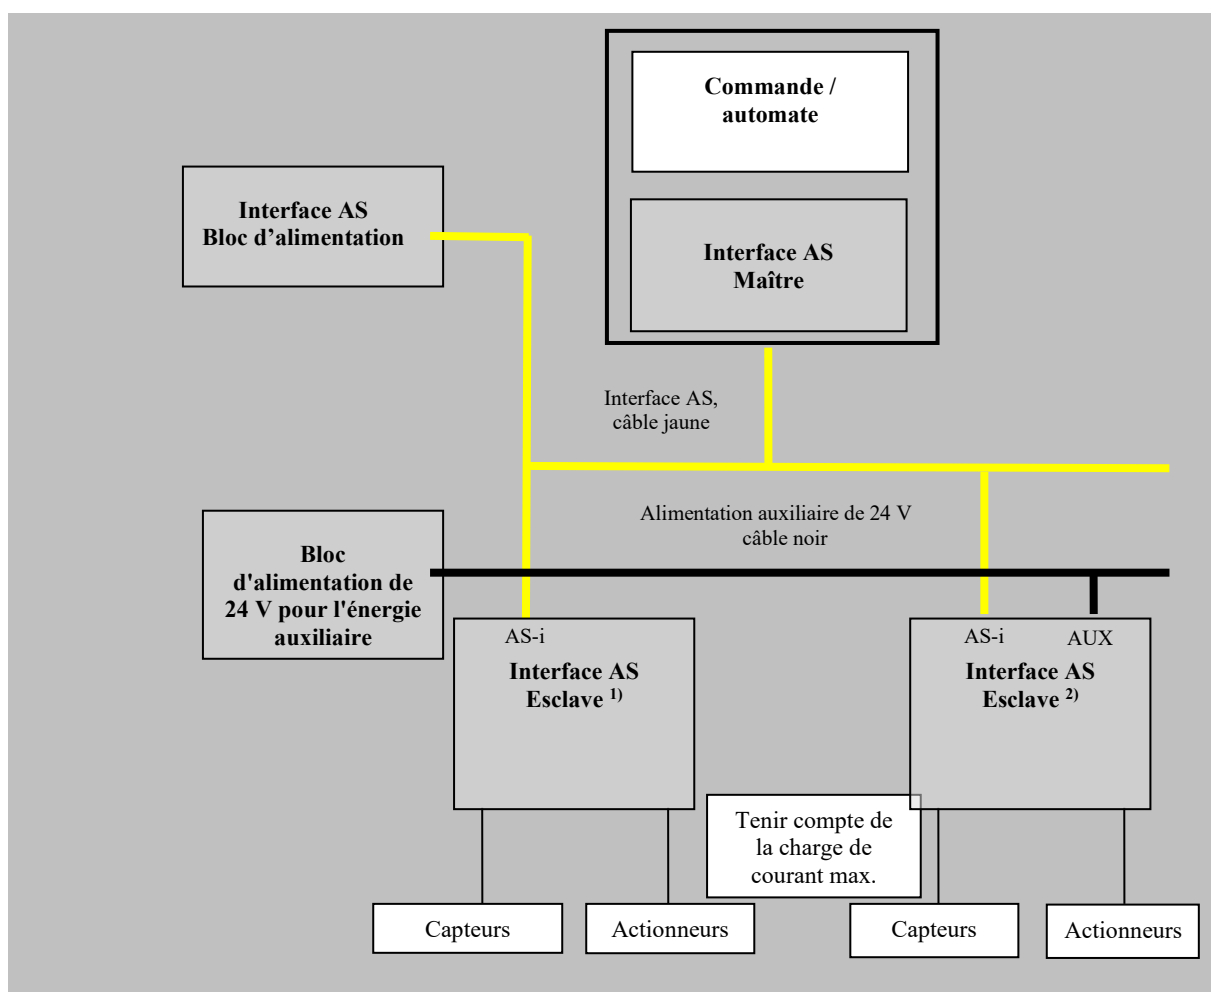 Commande /
automate
Interface AS
Bloc d’alimentation
Interface AS
Maître
Interface AS,
câble jaune
Alimentation auxiliaire de 24 V
câble noir
Bloc
d'alimentation de
24 V pour l'énergie
auxiliaire
AS-i
Interface AS
Esclave 1)
AS-i AUX
Interface AS
Esclave 2)
Tenir compte de
la charge de
courant max.
Capteurs
Actionneurs
Capteurs
Actionneurs